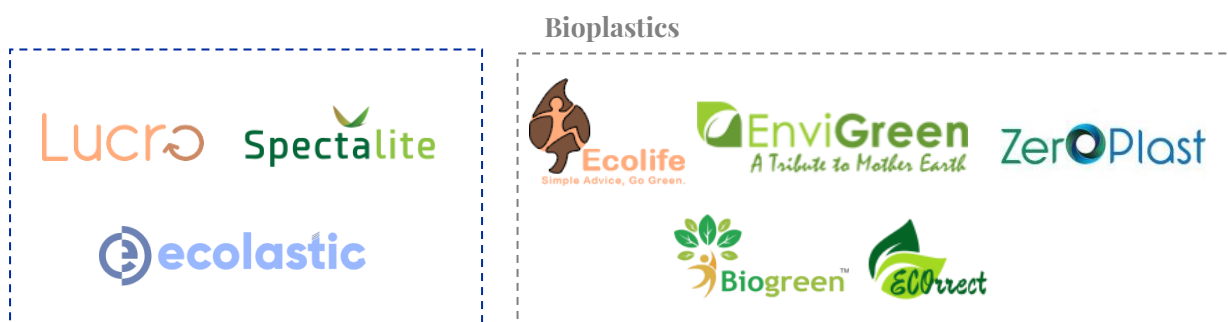 Bioplastics
Lucro
Spectalite
ecolastic
Ecolife
Simple Advice, Go Green.
EnviGreen
A Tribute to Mother Earth
ZerOPlast
Biogreen™
ECOrrect